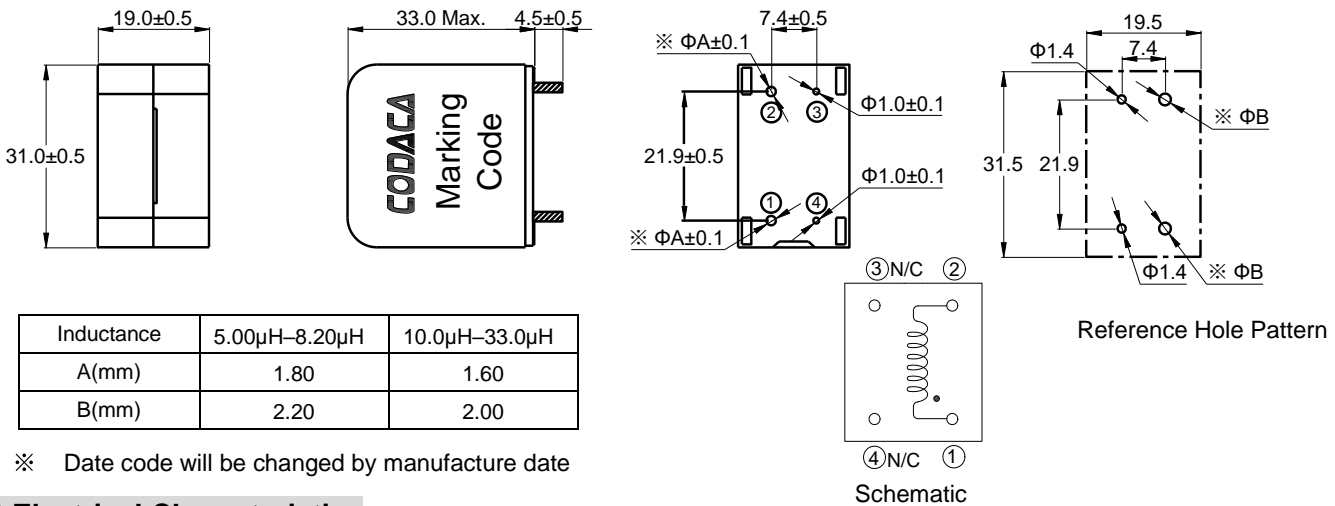 19.0±0.5
31.0±0.5
33.0 Max.
4.5±0.5
CODACA
Marking
Code
7.4±0.5
※ ΦA±0.1
② ③
Φ1.0±0.1
21.9±0.5
Φ1.0±0.1
① ④
※ ΦA±0.1
19.5
7.4
Φ1.4
※ ΦB
31.5
21.9
Φ1.4
※ ΦB
Reference Hole Pattern
③N/C ②
④N/C ①
Schematic
Inductance 5.00µH–8.20µH 10.0µH–33.0µH
A(mm) 1.80 1.60
B(mm) 2.20 2.00
※ Date code will be changed by manufacture date